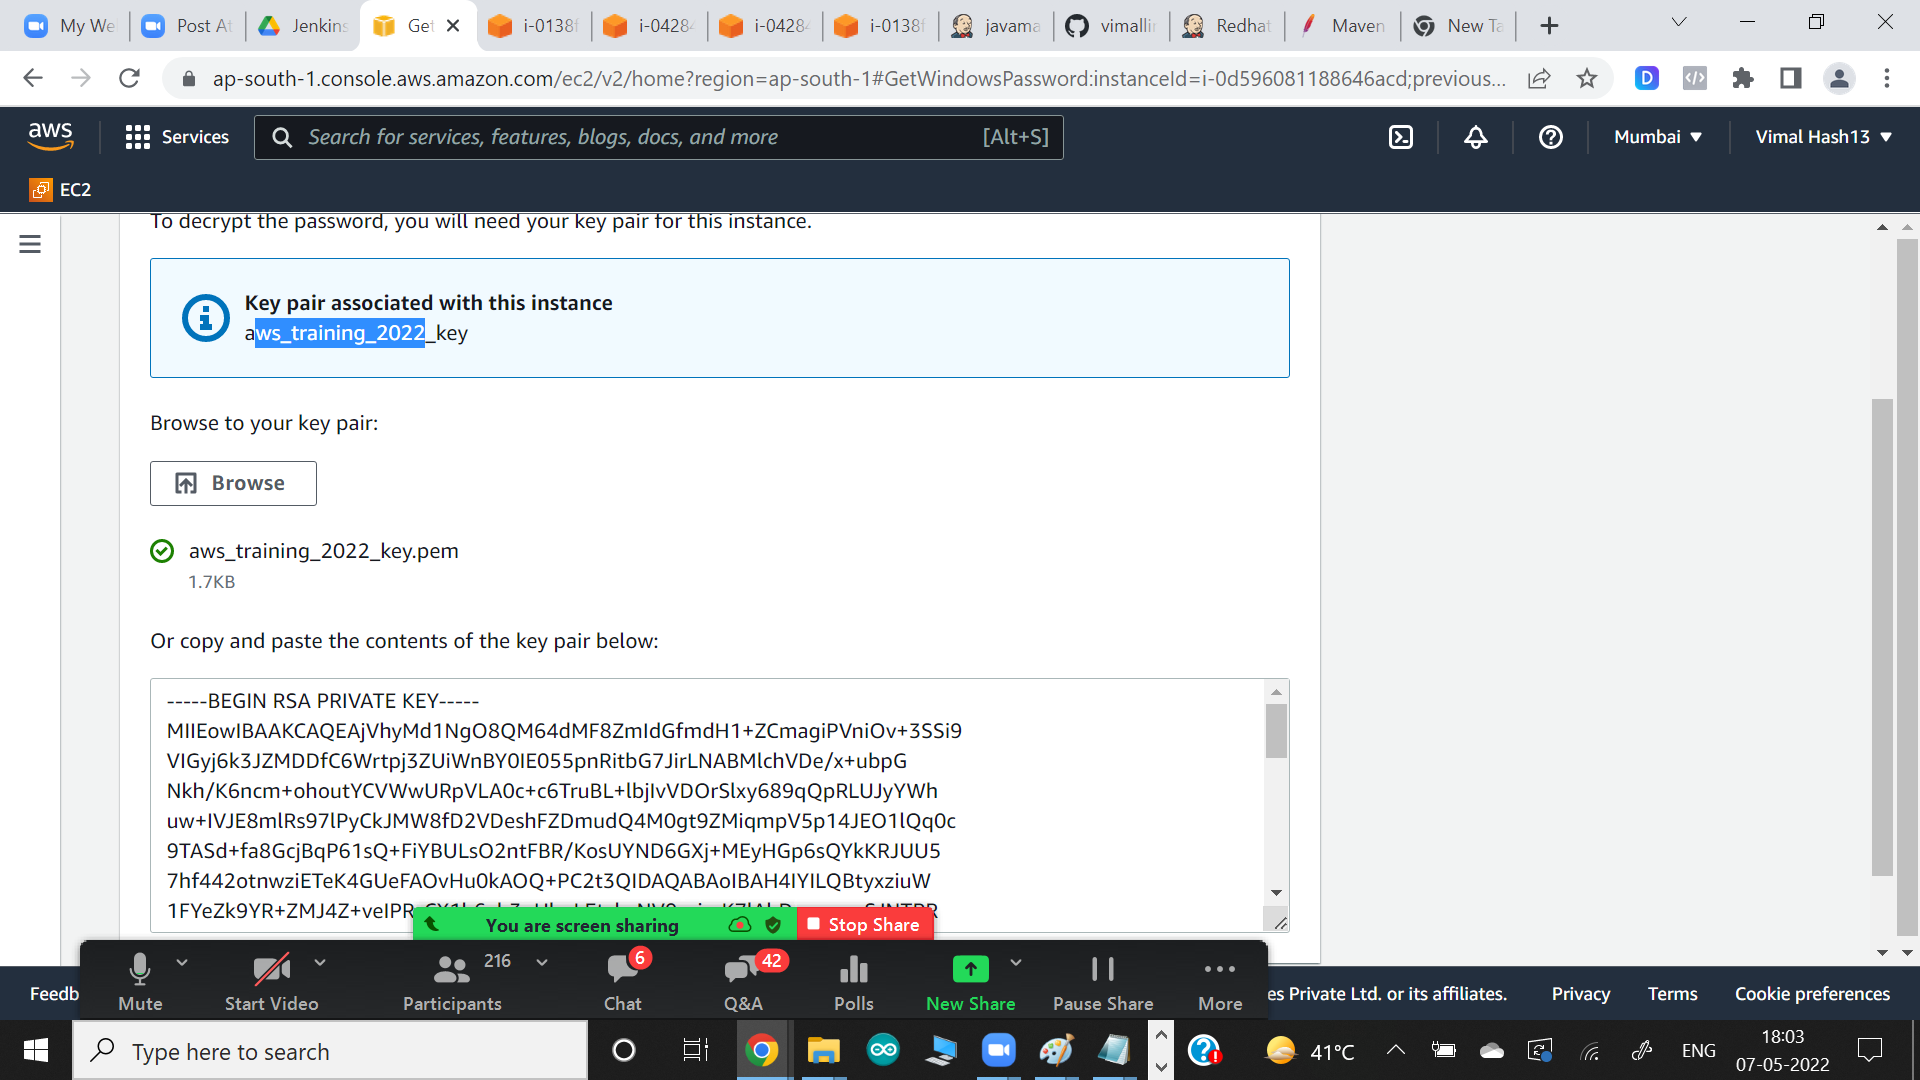 My We
Post At
Jenkins
Get
i-0138f
i-0428
i-0428
i-0138f
javama
vimallin
Redhat
Maven
New Ta
ap-south-1.console.aws.amazon.com/ec2/v2/home?region=ap-south-1#GetWindowsPassword:instanceId=i-0d596081188646acd;previous...
aws
Services
Search for services, features, blogs, docs, and more
[Alt+S]
Mumbai
Vimal Hash13
EC2
To decrypt the password, you will need your key pair for this instance.
Key pair associated with this instance
aws_training_2022_key
Browse to your key pair:
Browse
aws_training_2022_key.pem
1.7KB
Or copy and paste the contents of the key pair below:
-----BEGIN RSA PRIVATE KEY-----
MIIEowIBAAKCAQEAjVhyMd1NgO8QM64dMF8ZmIdGfmdH1+ZCmagiPVniOv+3SSi9
VIGyj6k3JZMDDfC6Wrtpj3ZUiWnBY0IE055pnRitbG7JirLNABMlchVDe/x+ubpG
Nkh/K6ncm+ohoutYCVWwURpVLA0c+c6TruBL+lbjIvVDOrSlxy689qQpRLUJyYWh
uw+IVJE8mlRs97lPyCkJMW8fD2VDeshFZDmudQ4M0gt9ZMiqmpV5p14JEO1lQq0c
9TASd+fa8GcjBqP61sQ+FiYBULsO2ntFBR/KosUYND6GXj+MEyHGp6sQYkKRJUU5
7hf442otnwziETeK4GUeFAOvHu0kAOQ+PC2t3QIDAQABAoIBAH4IYILQBtyxziuW
1FYeZk9YR+ZMJ4Z+veIPR
You are screen sharing
Stop Share
Mute
Start Video
216
Participants
6
Chat
42
Q&A
Polls
New Share
Pause Share
More
Feedb
es Private Ltd. or its affiliates.
Privacy
Terms
Cookie preferences
Type here to search
41°C
ENG
18:03
07-05-2022